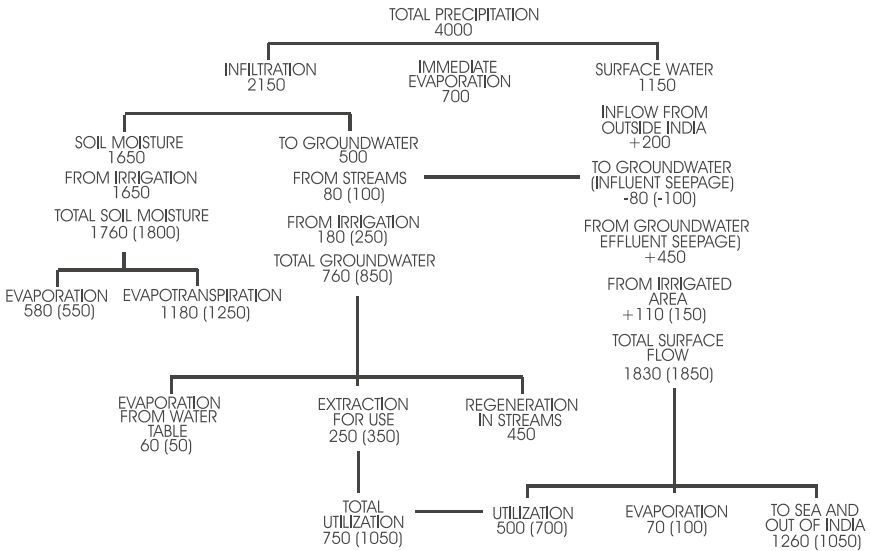 TOTAL PRECIPITATION
4000
INFILTRATION
2150
IMMEDIATE
EVAPORATION
700
SURFACE WATER
1150
SOIL MOISTURE
1650
FROM IRRIGATION
1650
TOTAL SOIL MOISTURE
1760 (1800)
EVAPORATION
580 (550)
EVAPOTRANSPIRATION
1180 (1250)
TO GROUNDWATER
500
FROM STREAMS
80 (100)
FROM IRRIGATION
180 (250)
TOTAL GROUNDWATER
760 (850)
INFLOW FROM
OUTSIDE INDIA
+200
TO GROUNDWATER
(INFLUENT SEEPAGE)
-80 (-100)
FROM GROUNDWATER
EFFLUENT SEEPAGE)
+450
FROM IRRIGATED
AREA
+110 (150)
TOTAL SURFACE
FLOW
1830 (1850)
EVAPORATION
FROM WATER
TABLE
60 (50)
EXTRACTION
FOR USE
250 (350)
REGENERATION
IN STREAMS
450
TOTAL
UTILIZATION
750 (1050)
UTILIZATION
500 (700)
EVAPORATION
70 (100)
TO SEA AND
OUT OF INDIA
1260 (1050)